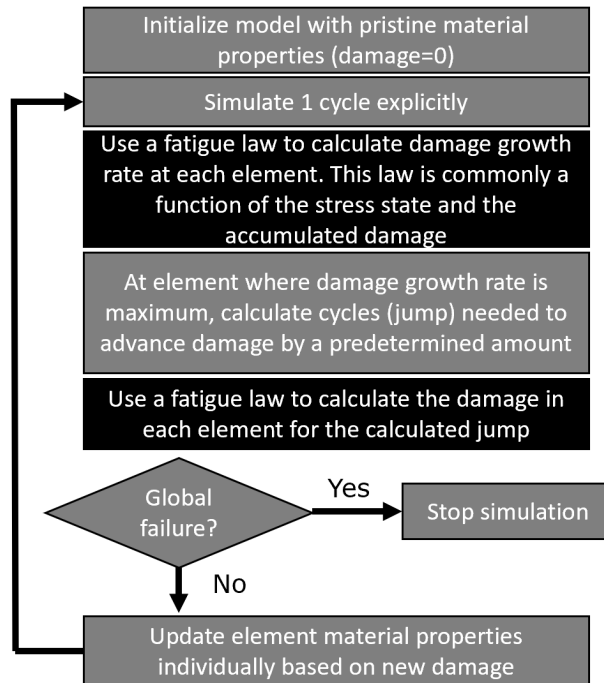 Initialize model with pristine material
properties (damage=0)
Simulate 1 cycle explicitly
Use a fatigue law to calculate damage growth
rate at each element. This law is commonly a
function of the stress state and the
accumulated damage
At element where damage growth rate is
maximum, calculate cycles (jump) needed to
advance damage by a predetermined amount
Use a fatigue law to calculate the damage in
each element for the calculated jump
Global
failure?
Yes
Stop simulation
No
Update element material properties
individually based on new damage